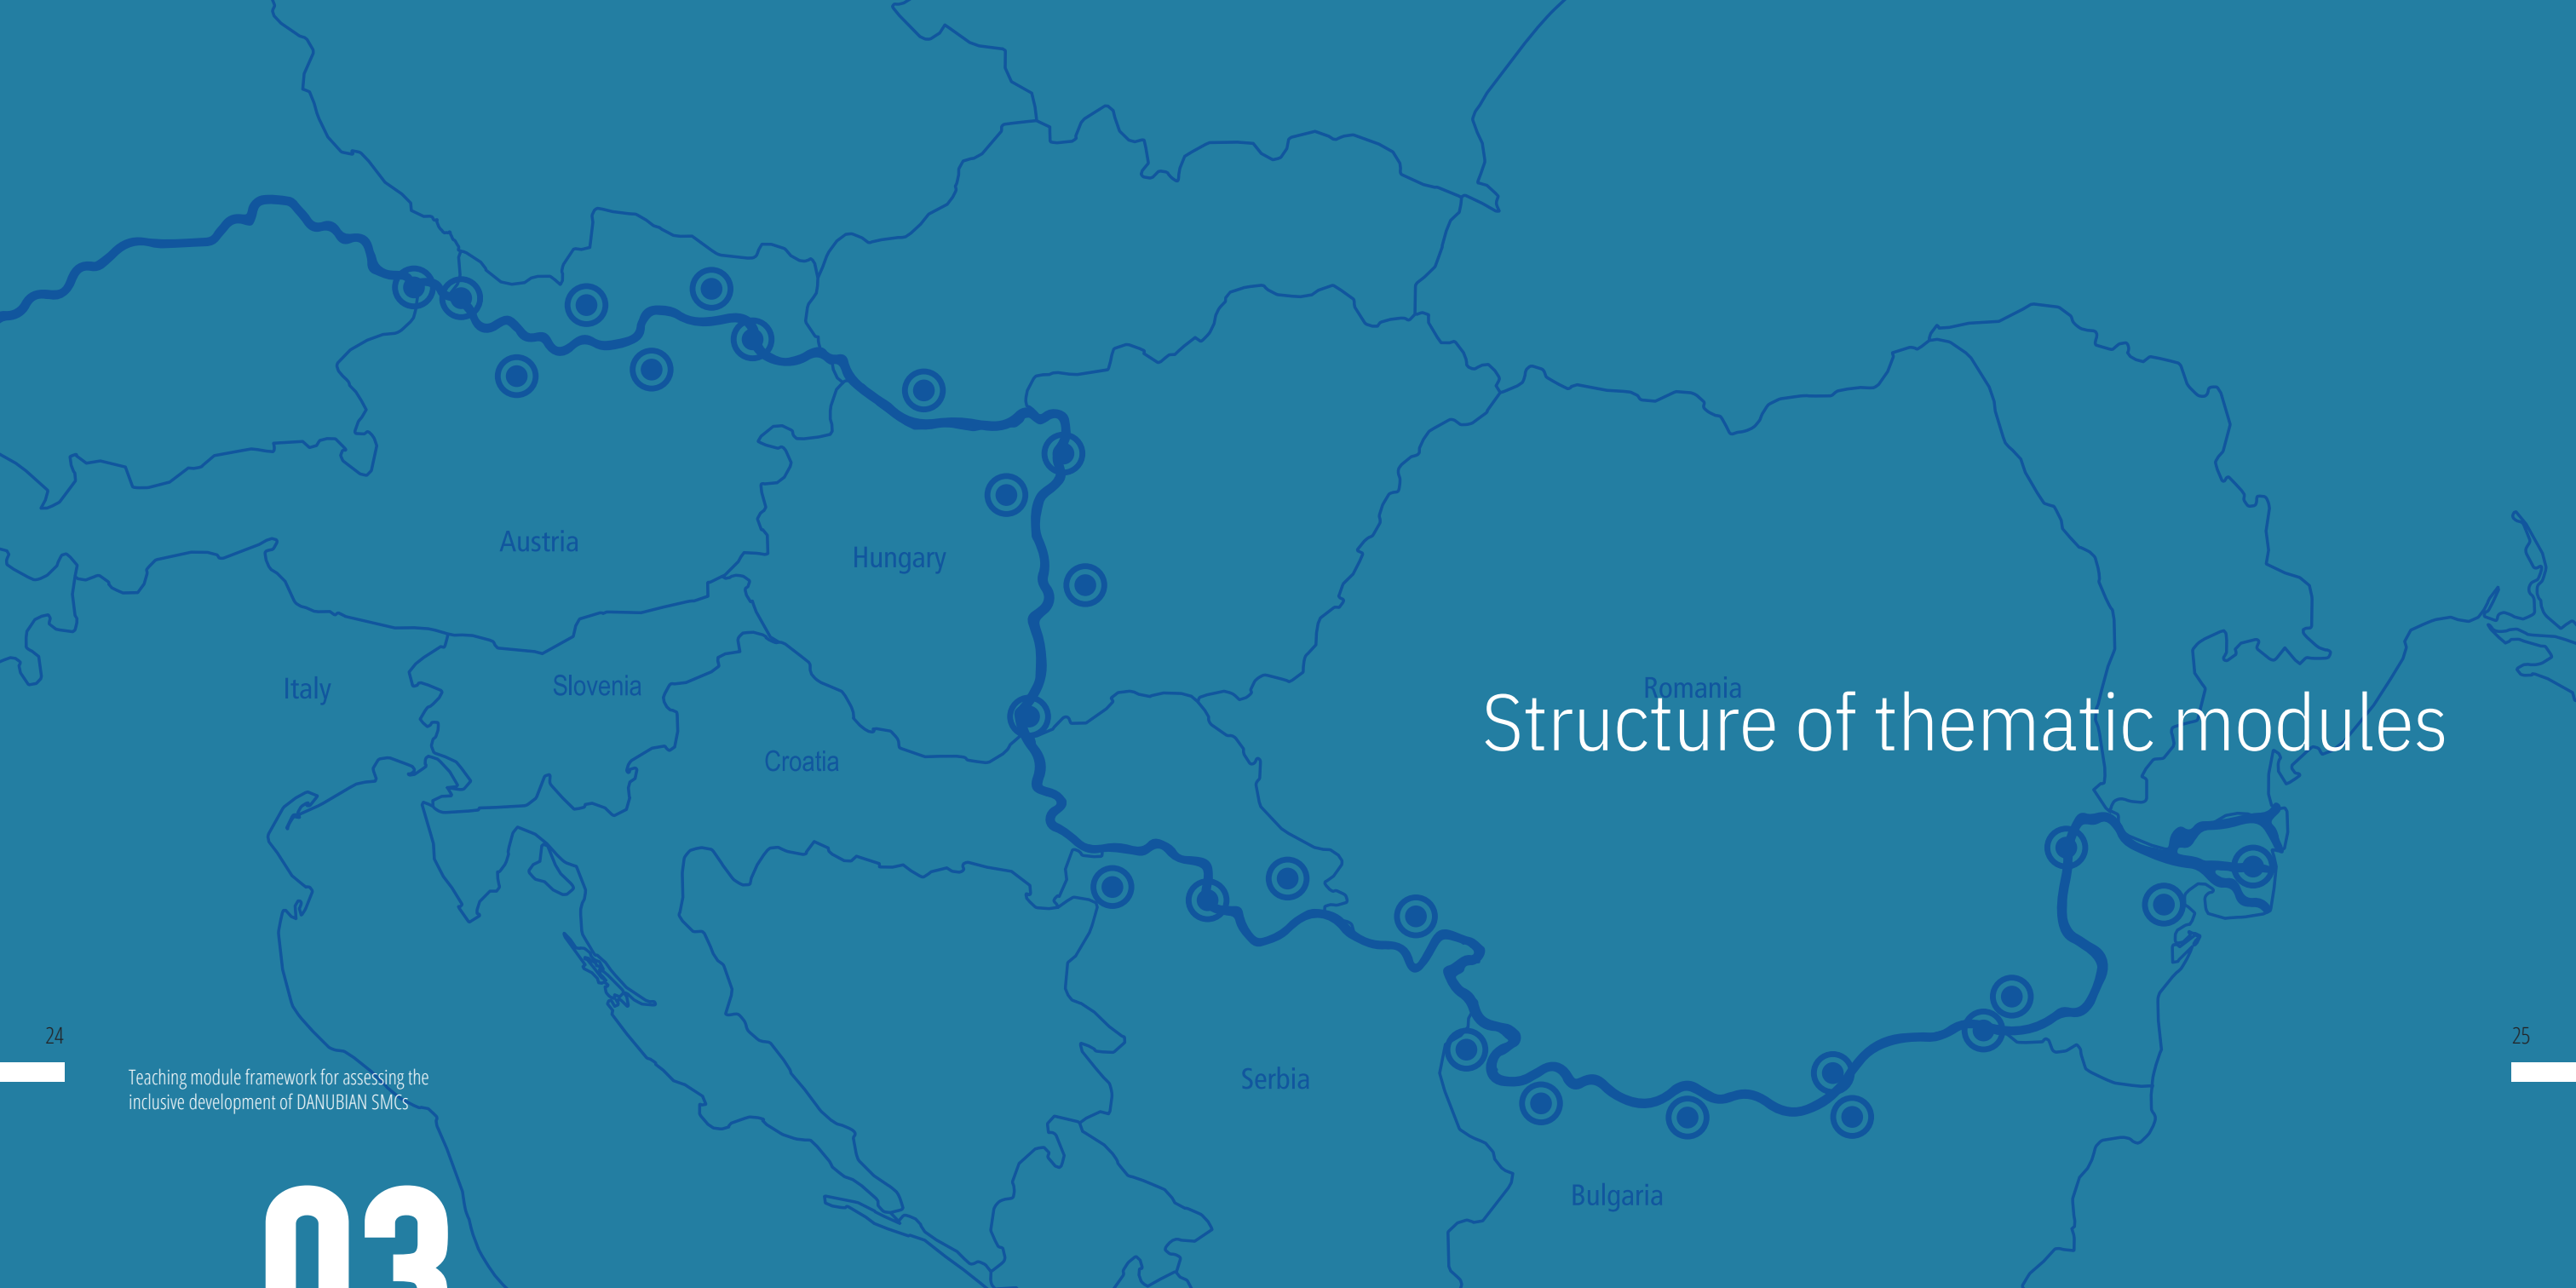 Austria
Hungary
Italy
Slovenia
Romania
Structure of thematic modules
Croatia
24
25
Teaching module framework for assessing the
inclusive development of DANUBIAN SMCs
Serbia
Bulgaria
03